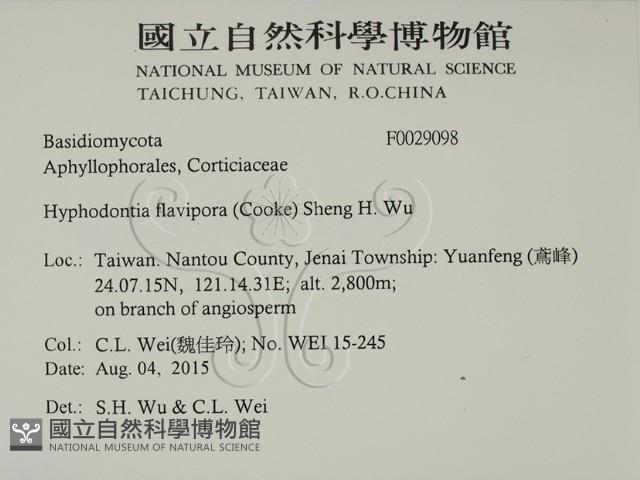 國立自然科學博物館
NATIONAL MUSEUM OF NATURAL SCIENCE
TAICHUNG, TAIWAN, R.O.CHINA
Basidiomycota F0029098
Aphyllophorales, Corticiaceae
Hyphodontia flavipora (Cooke) Sheng H. Wu
Loc.: Taiwan. Nantou County, Jenai Township: Yuanfeng (鳶峰)
24.07.15N, 121.14.31E; alt. 2,800m;
on branch of angiosperm
Col.: C.L. Wei(魏佳玲); No. WEI 15-245
Date: Aug. 04, 2015
Det.: S.H. Wu & C.L. Wei
國立自然科學博物館
NATIONAL MUSEUM OF NATURAL SCIENCE